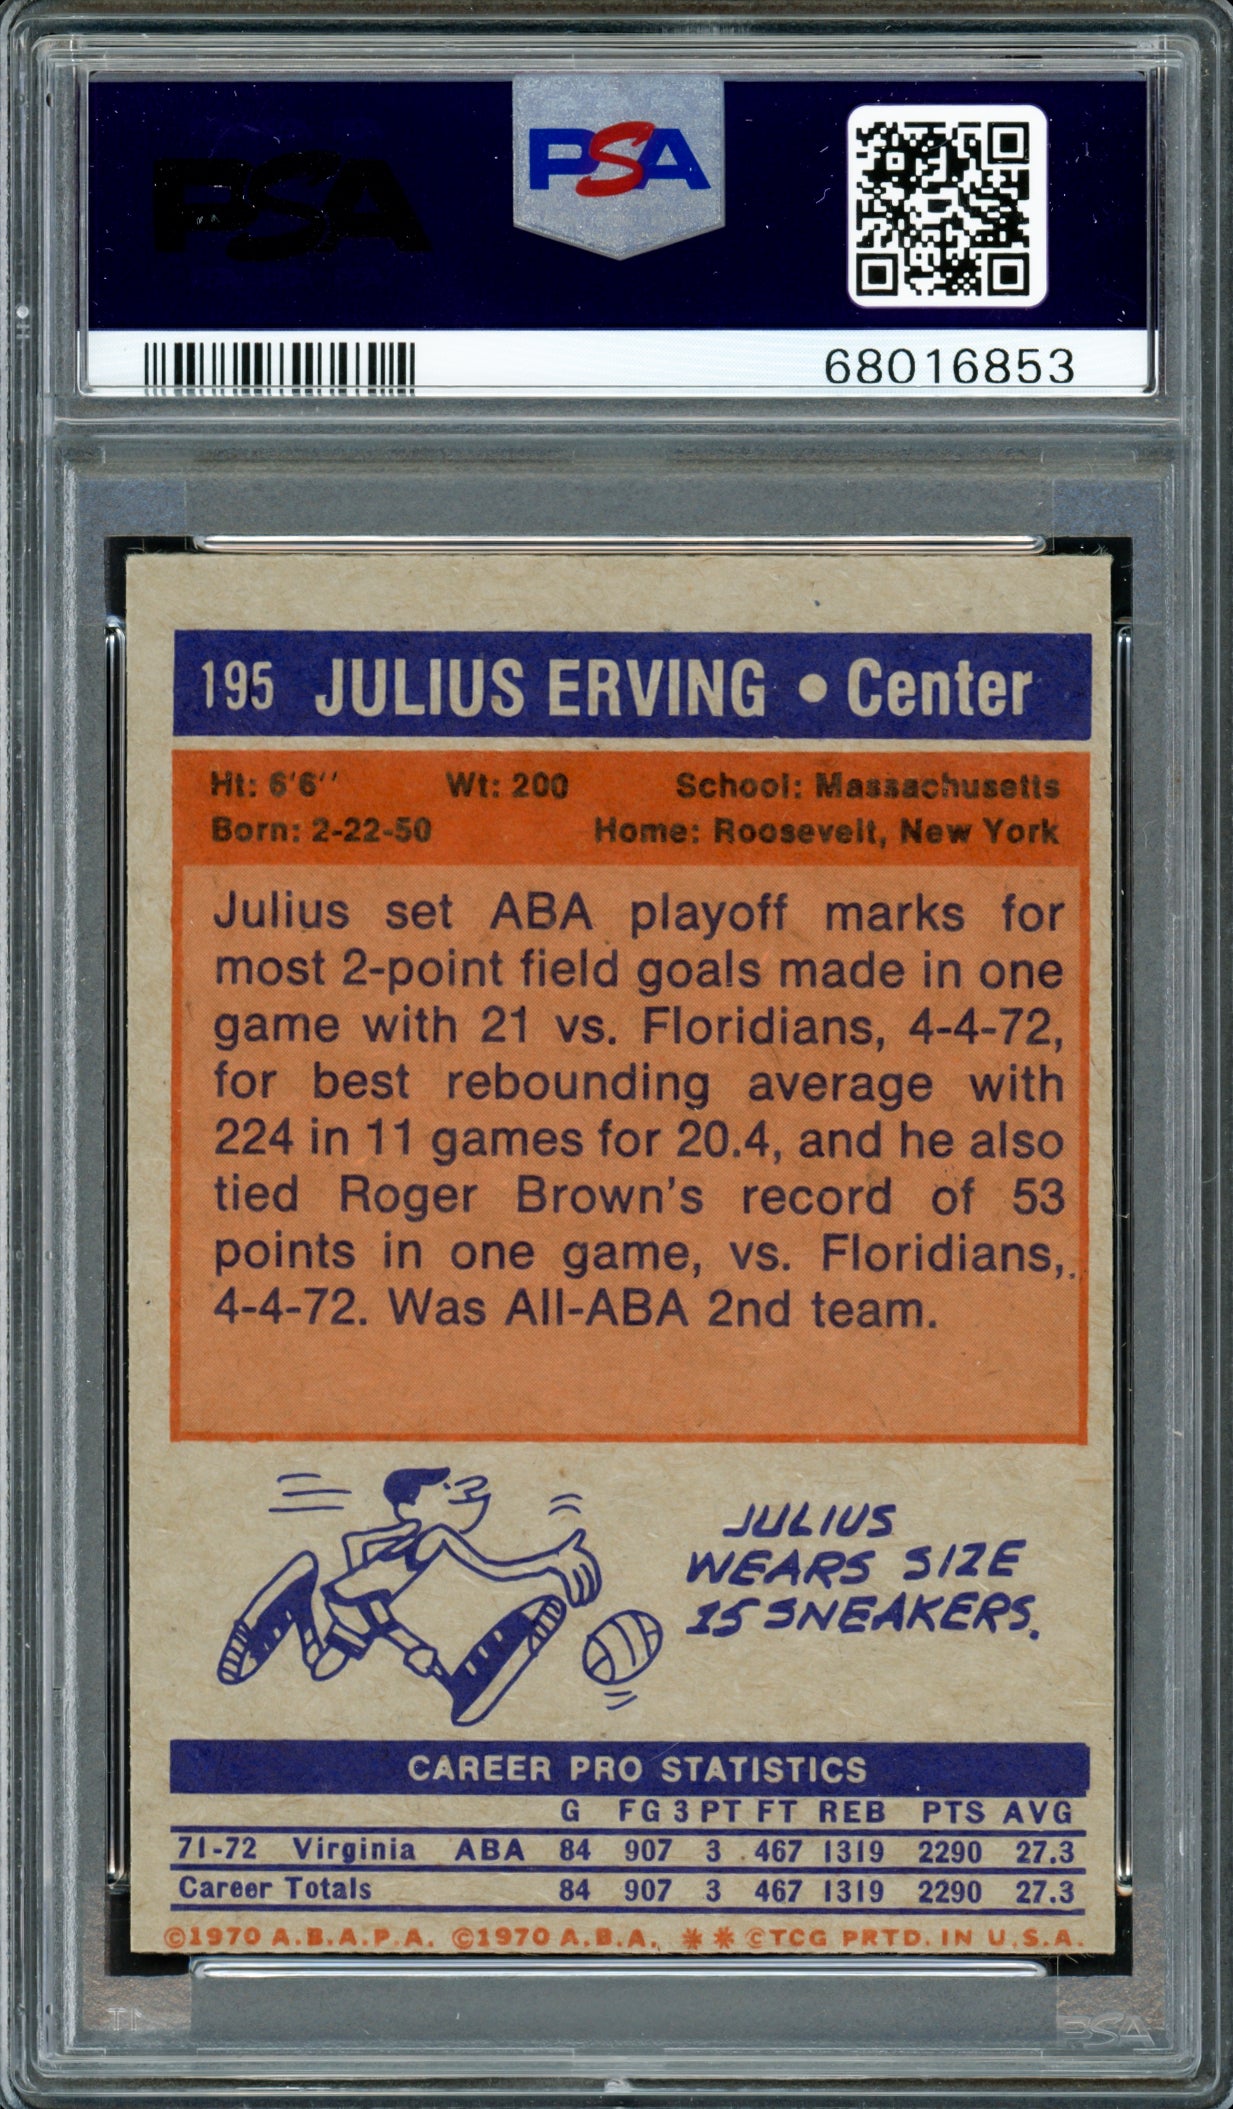 PSA
PSA
68016853
195 JULIUS ERVING • Center
Ht: 6'6'' Wt: 200 School: Massachusetts
Born: 2-22-50 Home: Roosevelt, New York
Julius set ABA playoff marks for
most 2-point field goals made in one
game with 21 vs. Floridians, 4-4-72,
for best rebounding average with
224 in 11 games for 20.4, and he also
tied Roger Brown's record of 53
points in one game, vs. Floridians,
4-4-72. Was All-ABA 2nd team.
JULIUS
WEARS SIZE
15 SNEAKERS.
CAREER PRO STATISTICS
G FG 3 PT FT REB PTS AVG
71-72 Virginia ABA 84 907 3 467 1319 2290 27.3
Career Totals 84 907 3 467 1319 2290 27.3
©1970 A.B.A.P.A. ©1970 A.B.A. ** ©TCG PRTD. IN U.S.A.
PSA